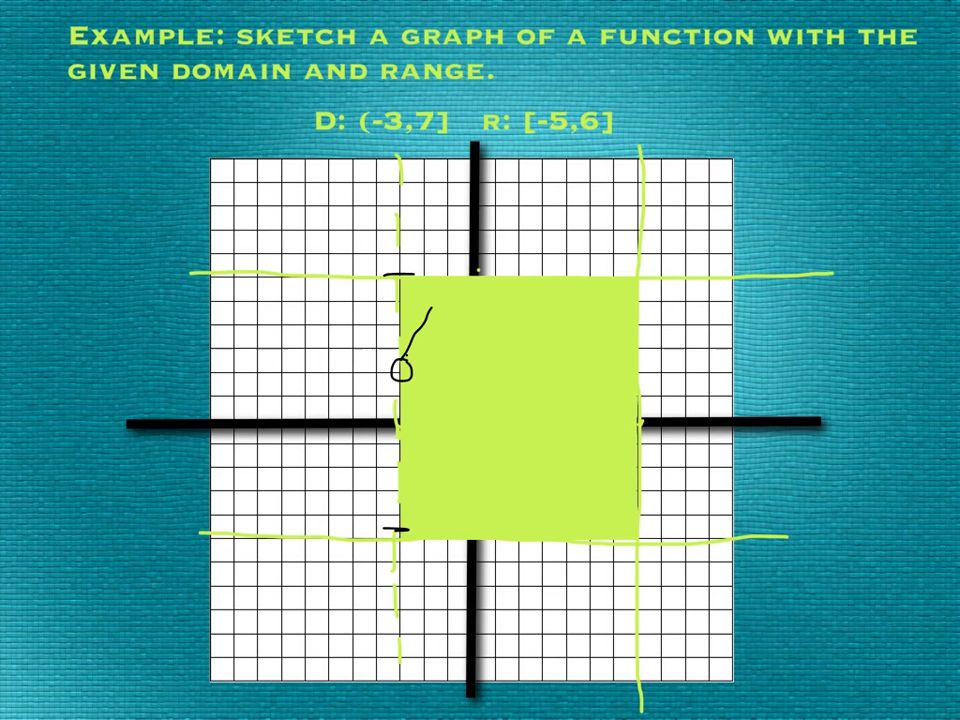 Example: sketch a graph of a function with the
given domain and range.
D: (-3,7] R: [-5,6]